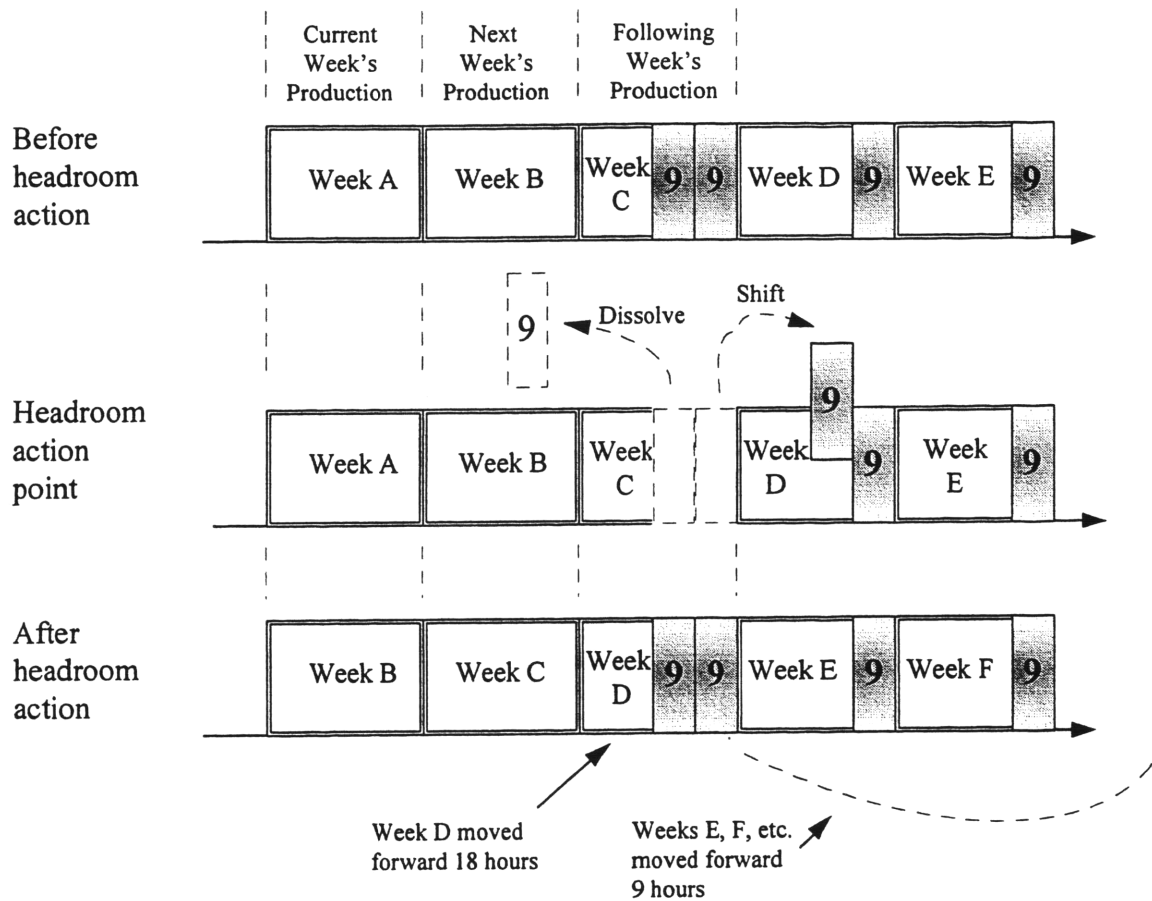 Current
Week's
Production
Next
Week's
Production
Following
Week's
Production
Before
headroom
action
Week A
Week B
Week
C
9
9
Week D
9
Week E
9
9
Dissolve
Shift
Headroom
action
point
Week A
Week B
Week
C
9
Week
D
9
Week
E
9
After
headroom
action
Week B
Week C
Week
D
9
9
Week E
9
Week F
9
Week D moved
forward 18 hours
Weeks E, F, etc.
moved forward
9 hours